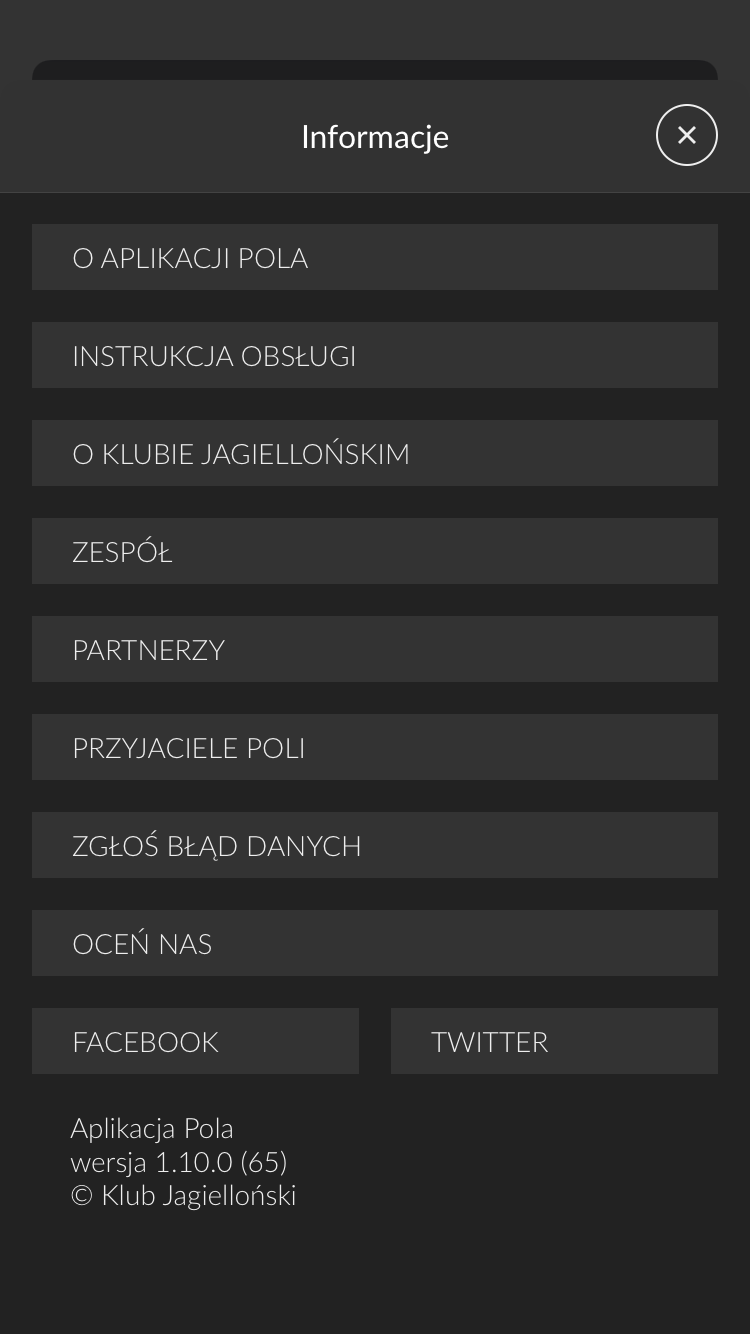 Informacje
O APLIKACJI POLA
INSTRUKCJA OBSŁUGI
O KLUBIE JAGIELLOŃSKIM
ZESPÓŁ
PARTNERZY
PRZYJACIELE POLI
ZGŁOŚ BŁĄD DANYCH
OCEŃ NAS
FACEBOOK
TWITTER
Aplikacja Pola
wersja 1.10.0 (65)
© Klub Jagielloński